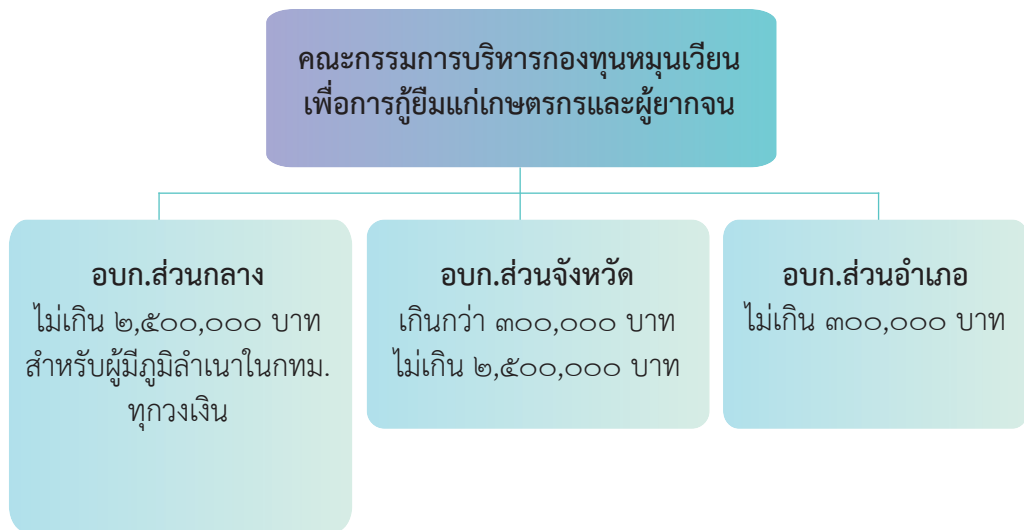 คณะกรรมการบริหารกองทุนหมุนเวียน
เพื่อการกู้ยืมแก่เกษตรกรและผู้ยากจน
อบก.ส่วนกลาง
ไม่เกิน ๒,๕๐๐,๐๐๐ บาท
สำหรับผู้มีภูมิลำเนาในกทม.
ทุกวงเงิน
อบก.ส่วนจังหวัด
เกินกว่า ๓๐๐,๐๐๐ บาท
ไม่เกิน ๒,๕๐๐,๐๐๐ บาท
อบก.ส่วนอำเภอ
ไม่เกิน ๓๐๐,๐๐๐ บาท